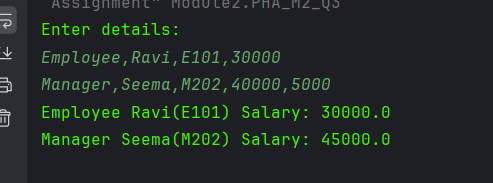 Assignment" Module2.PHA_M2_Q3
Enter details:
Employee,Ravi,E101,30000
Manager,Seema,M202,40000,5000
Employee Ravi(E101) Salary: 30000.0
Manager Seema(M202) Salary: 45000.0